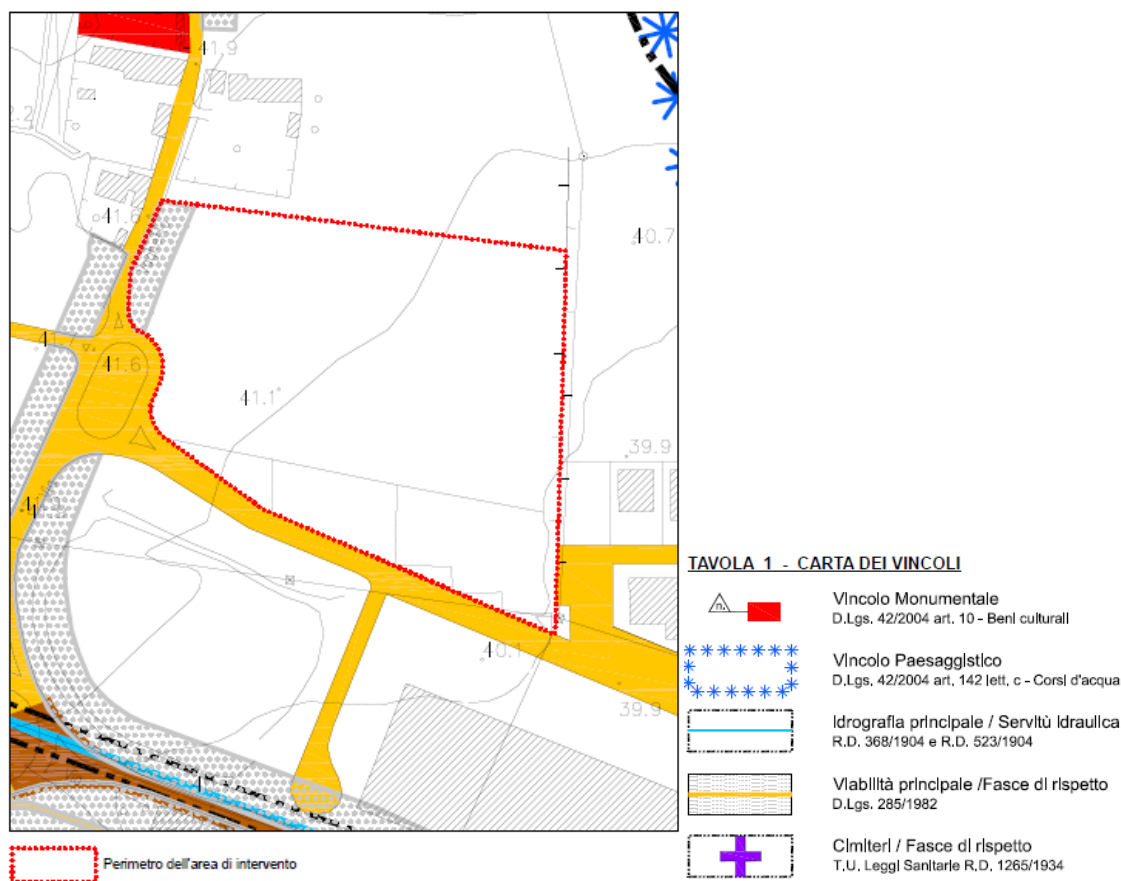 41.9
2.2
41.6
40.7
41.6
41.1
39.9
40.1
39.9
TAVOLA 1 - CARTA DEI VINCOLI
n.
Vincolo Monumentale
D.Lgs. 42/2004 art. 10 - Beni culturali
Vincolo Paesaggistico
D.Lgs. 42/2004 art. 142 lett. c - Corsi d'acqua
Idrografia principale / Servitù idraulica
R.D. 368/1904 e R.D. 523/1904
Viabilità principale /Fasce di rispetto
D.Lgs. 285/1982
Cimiteri / Fasce di rispetto
T.U. Leggi Sanitarie R.D. 1265/1934
Perimetro dell'area di intervento